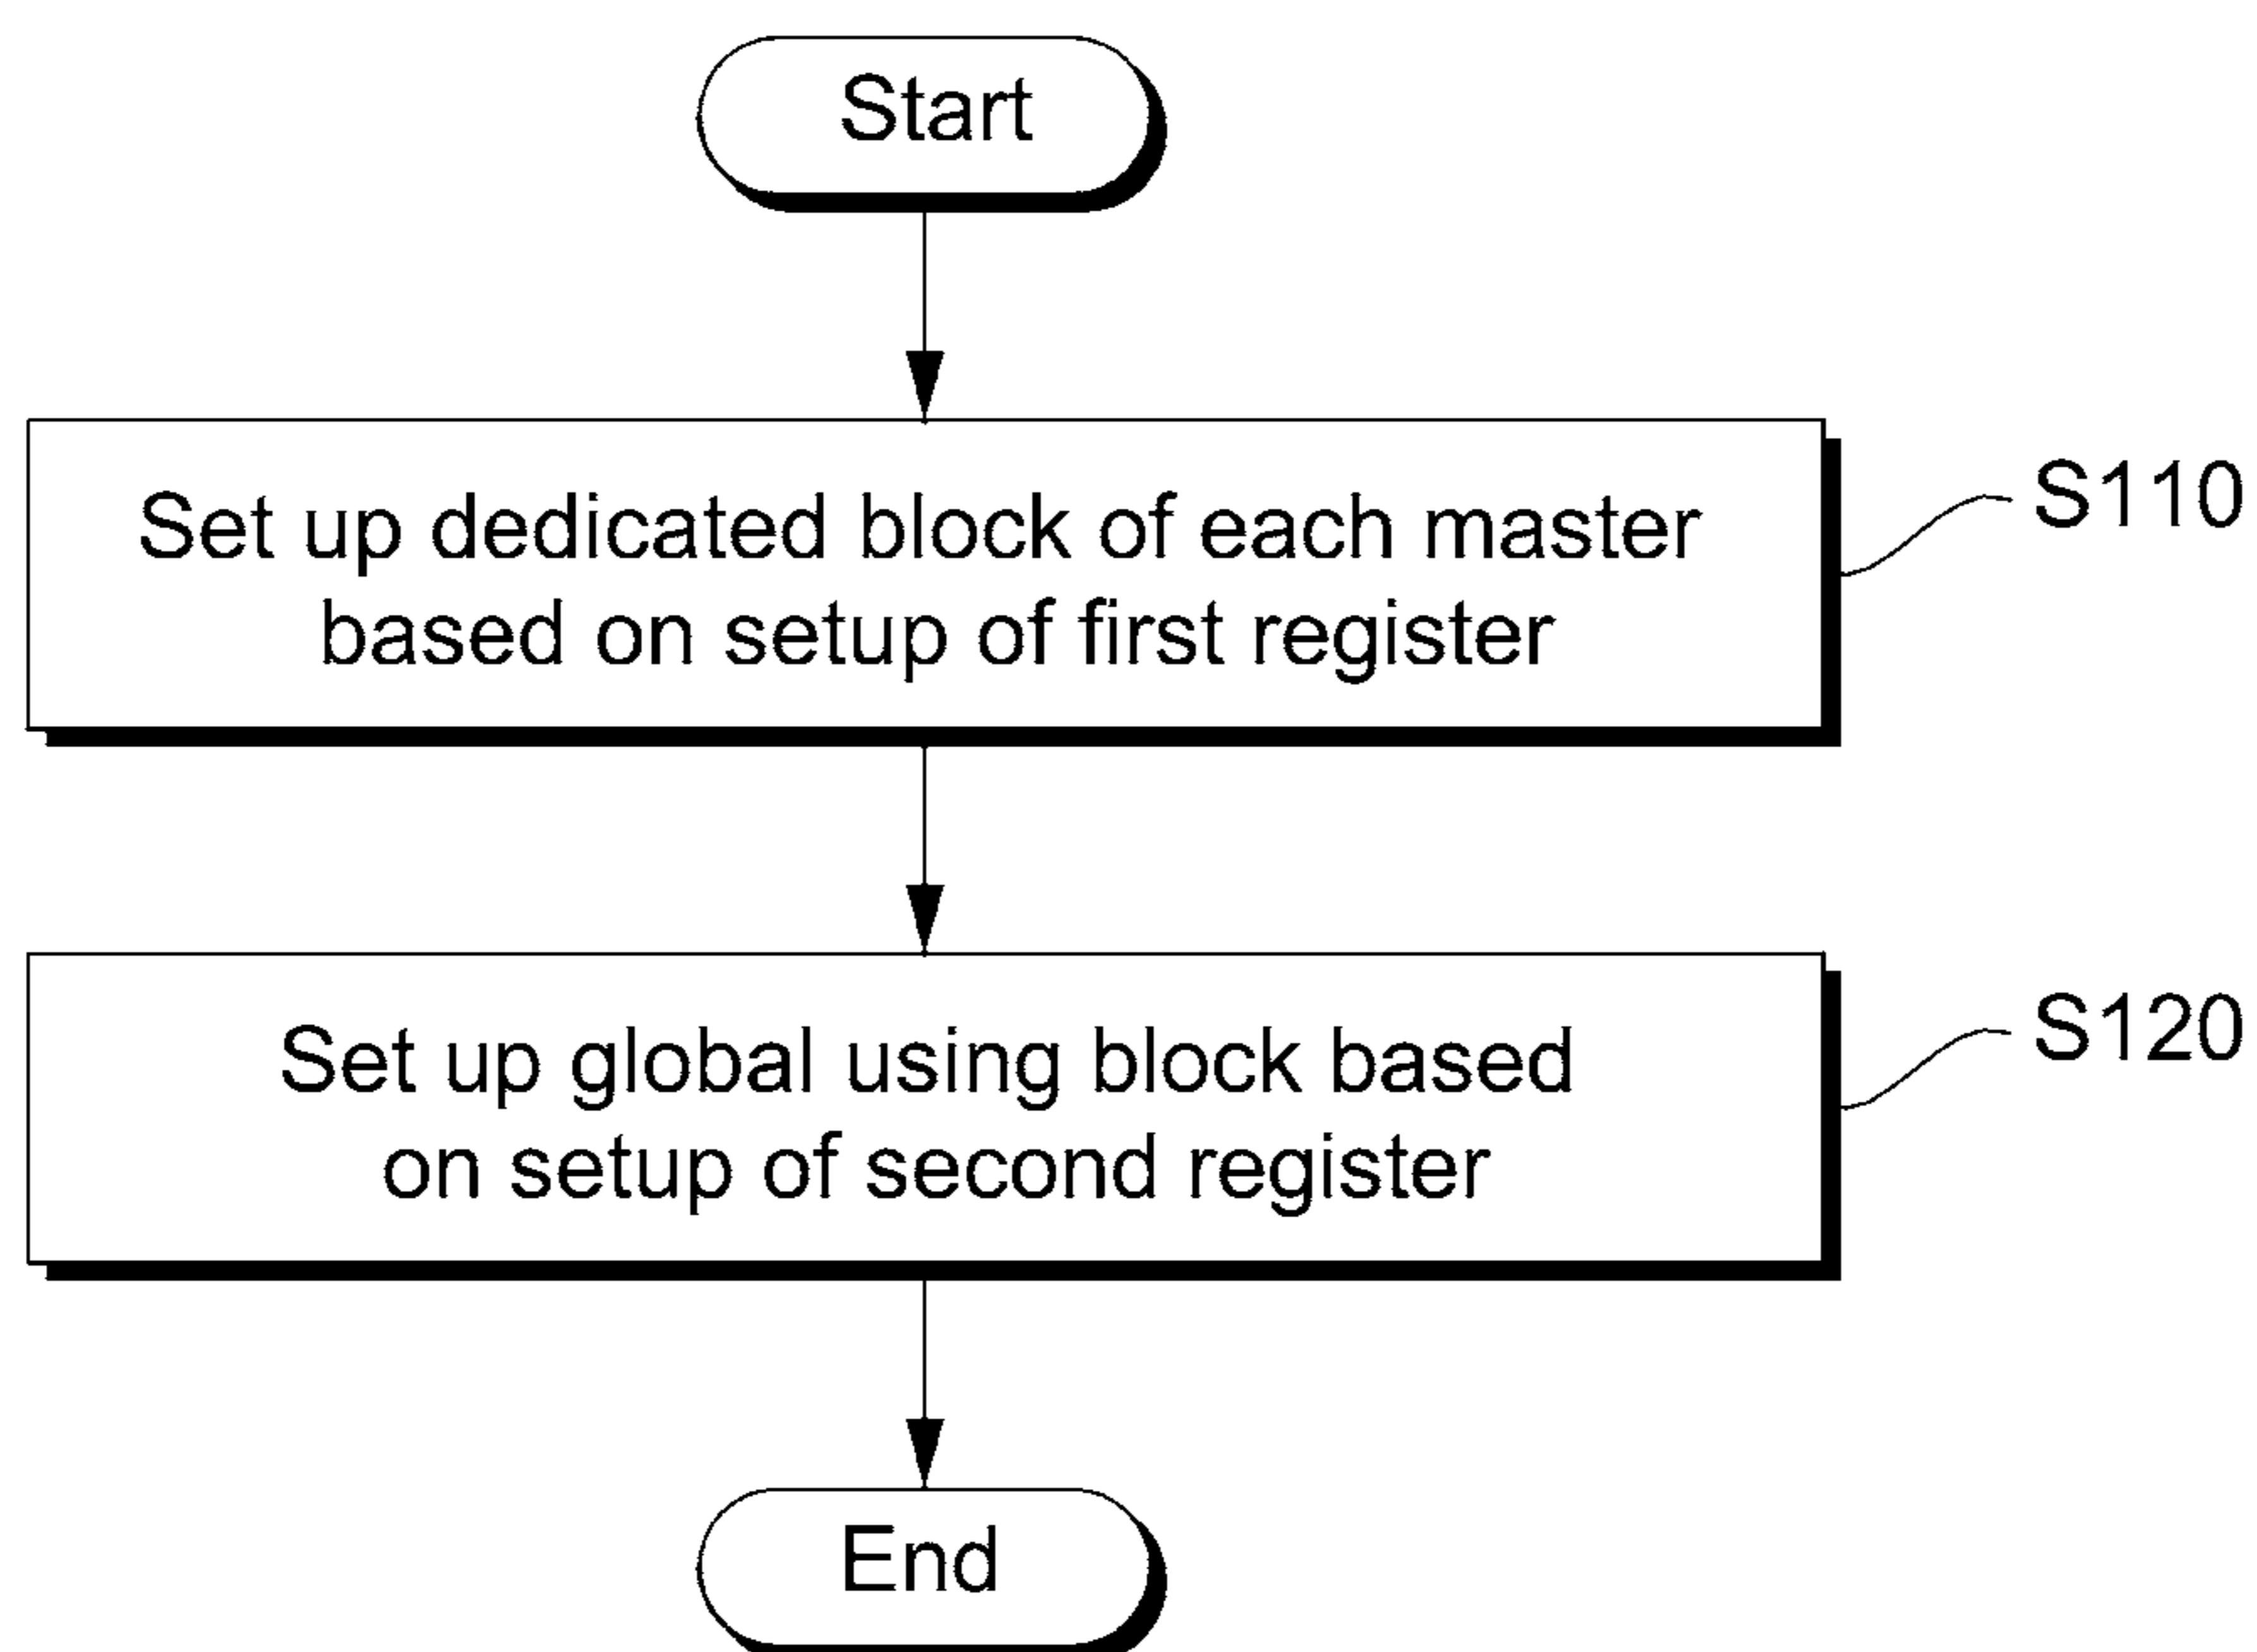 Start
Set up dedicated block of each master
based on setup of first register
S110
Set up global using block based
on setup of second register
S120
End